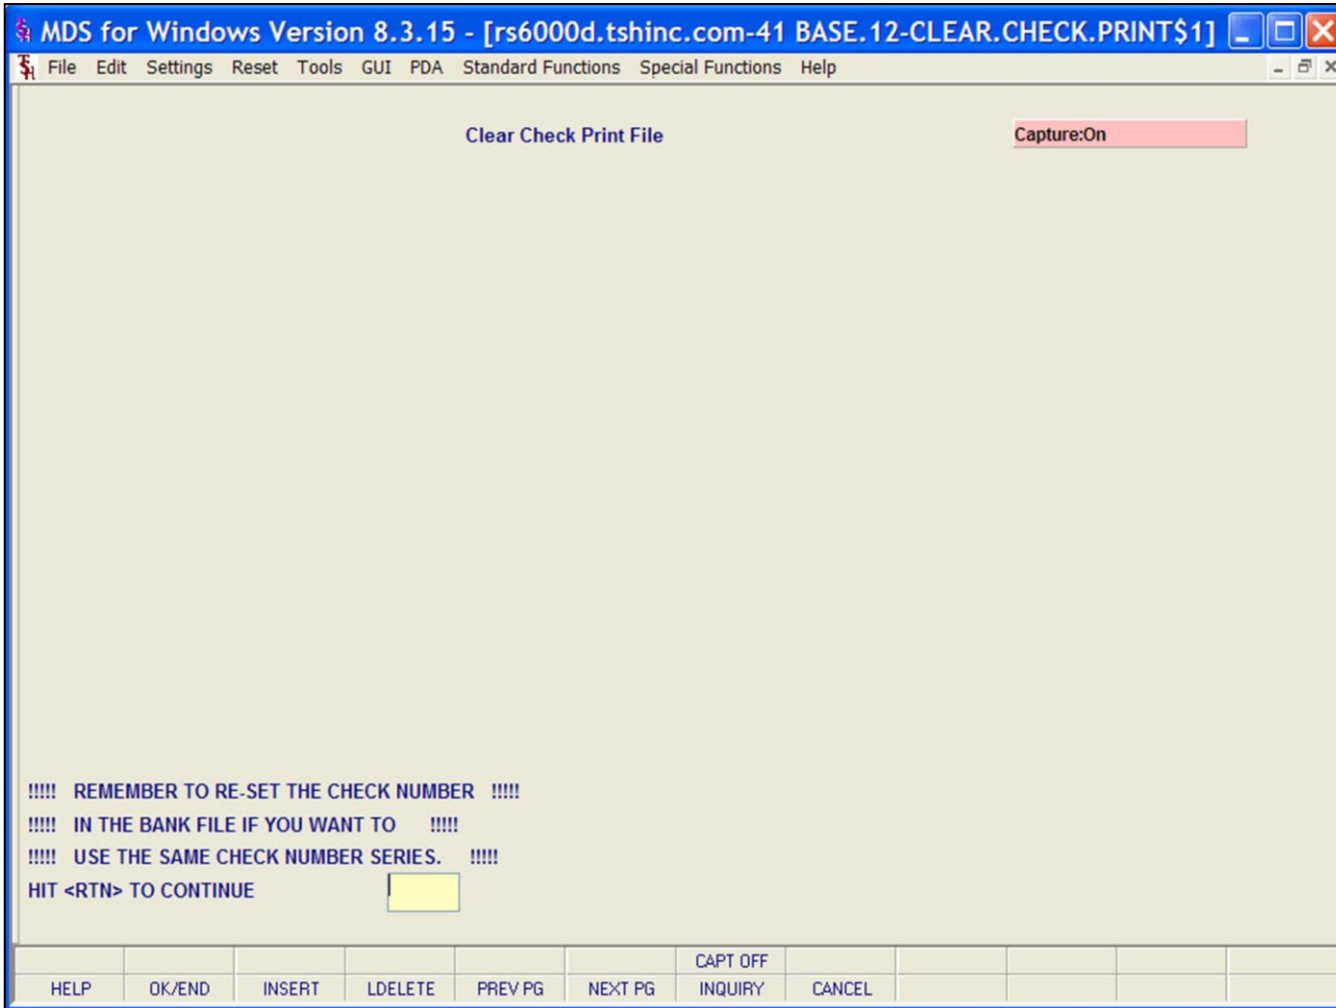 MDS for Windows Version 8.3.15 - [rs6000d.tshinc.com-41 BASE.12-CLEAR.CHECK.PRINT$1]
File Edit Settings Reset Tools GUI PDA Standard Functions Special Functions Help
Clear Check Print File Capture:On
!!!!! REMEMBER TO RE-SET THE CHECK NUMBER !!!!!
!!!!! IN THE BANK FILE IF YOU WANT TO !!!!!
!!!!! USE THE SAME CHECK NUMBER SERIES. !!!!!
HIT <RTN> TO CONTINUE
CAPT OFF
HELP OK/END INSERT LDELETE PREV PG NEXT PG INQUIRY CANCEL